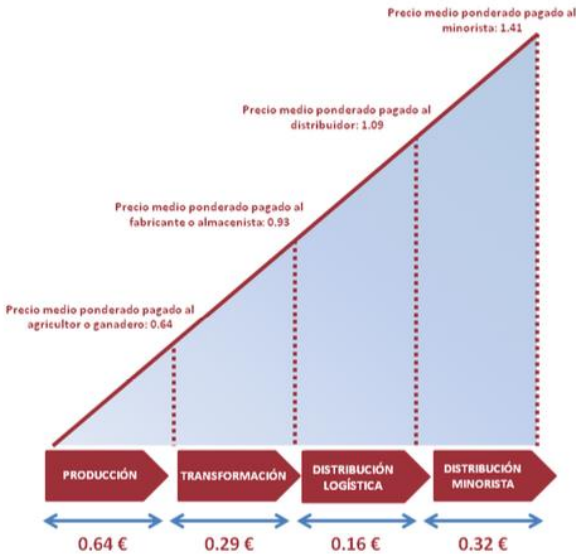 Precio medio ponderado pagado al
minorista: 1.41
Precio medio ponderado pagado al
distribuidor: 1.09
Precio medio ponderado pagado al
fabricante o almacenista: 0.93
Precio medio ponderado pagado al
agricultor o ganadero: 0.64
PRODUCCIÓN
TRANSFORMACIÓN
DISTRIBUCIÓN
LOGÍSTICA
DISTRIBUCIÓN
MINORISTA
0.64 €
0.29 €
0.16 €
0.32 €